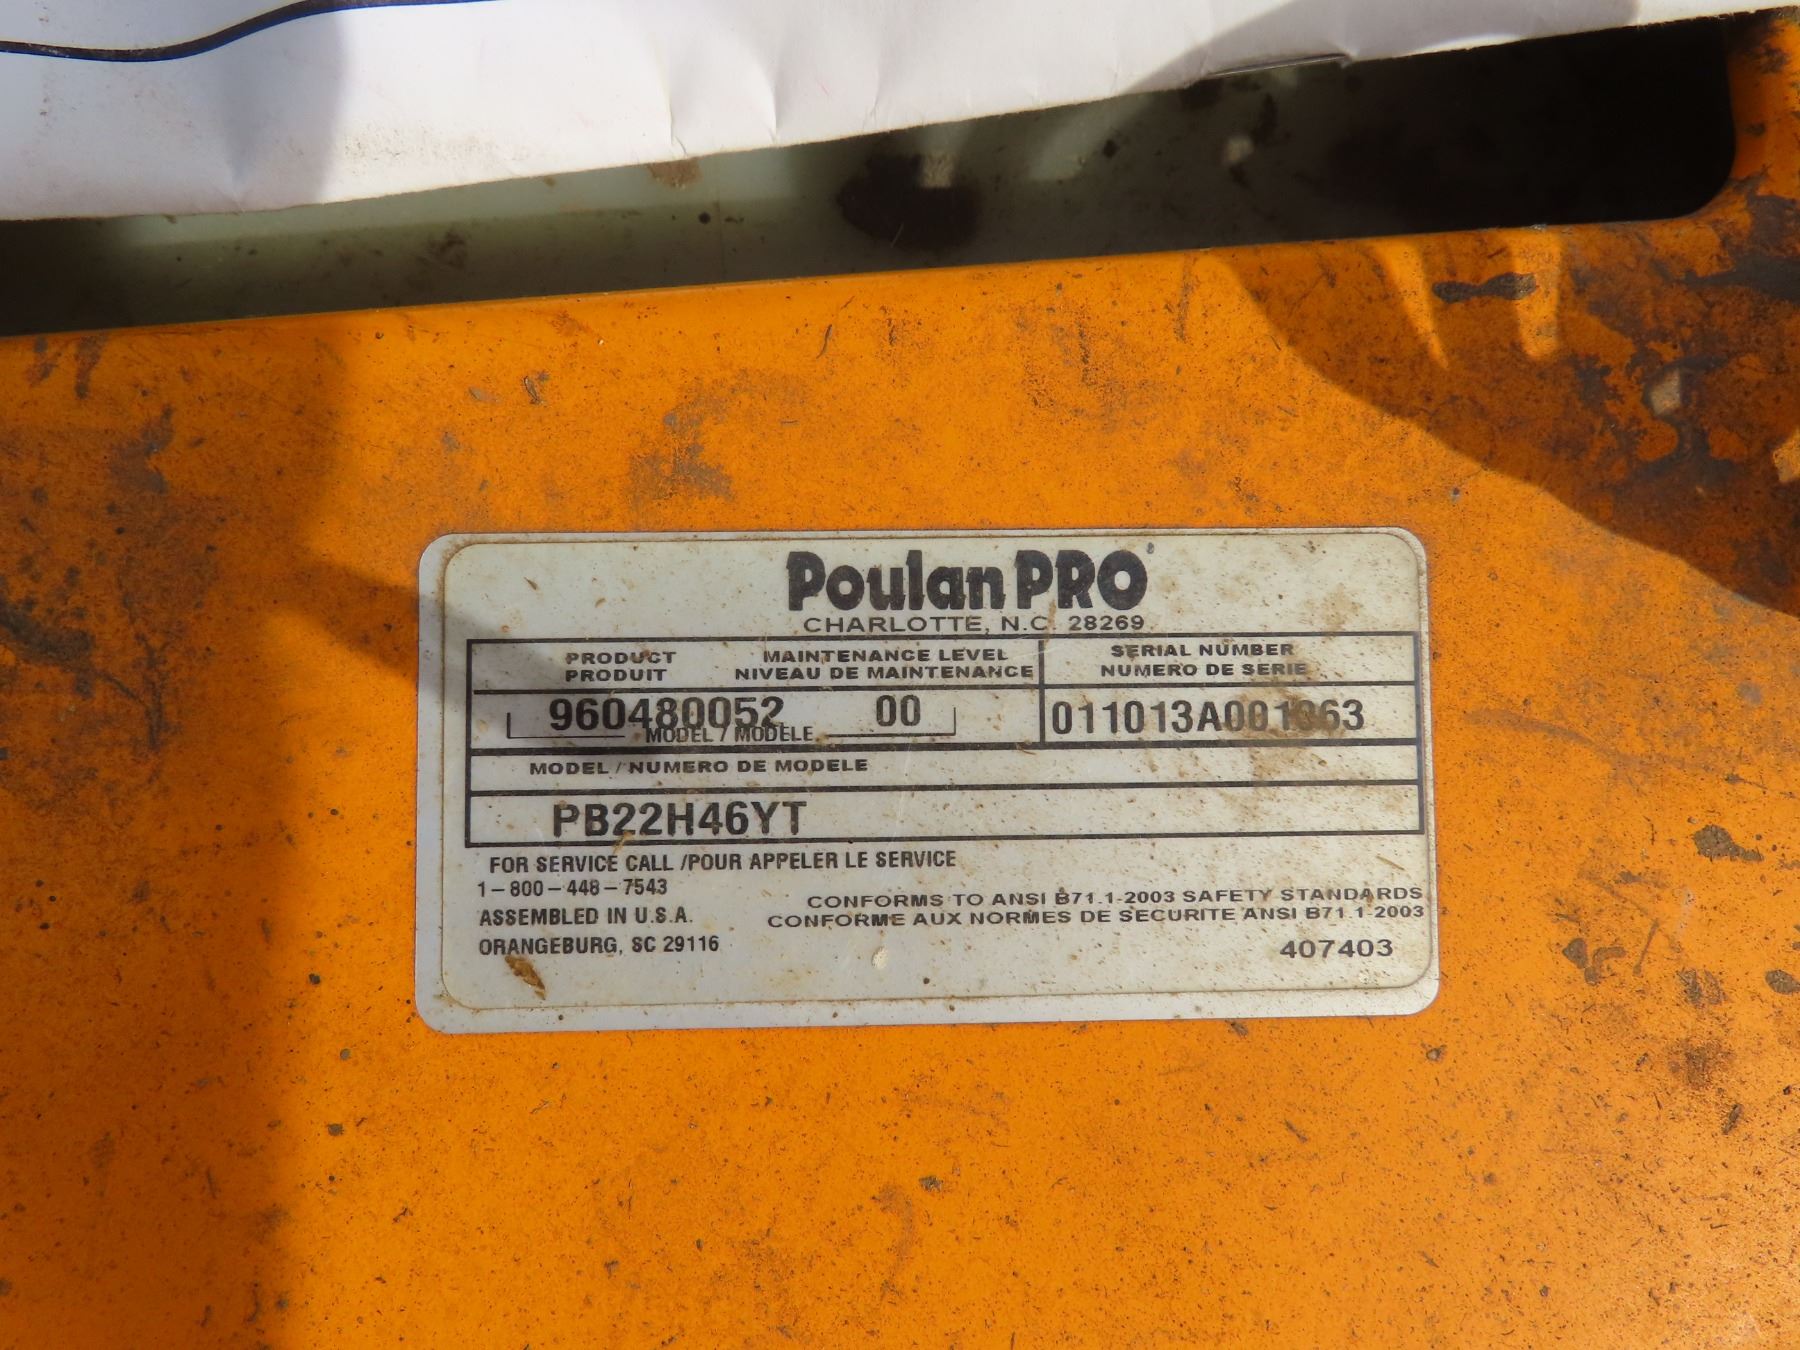 Poulan PRO
CHARLOTTE, N.C. 28269
PRODUCT MAINTENANCE LEVEL SERIAL NUMBER
PRODUIT NIVEAU DE MAINTENANCE NUMERO DE SERIE
960480052 00 011013A001363
MODEL / MODELE
MODEL / NUMERO DE MODELE
PB22H46YT
FOR SERVICE CALL /POUR APPELER LE SERVICE
1-800-448-7543
ASSEMBLED IN U.S.A.
ORANGEBURG, SC 29116
CONFORMS TO ANSI B71.1-2003 SAFETY STANDARDS
CONFORME AUX NORMES DE SECURITE ANSI B71.1-2003
407403